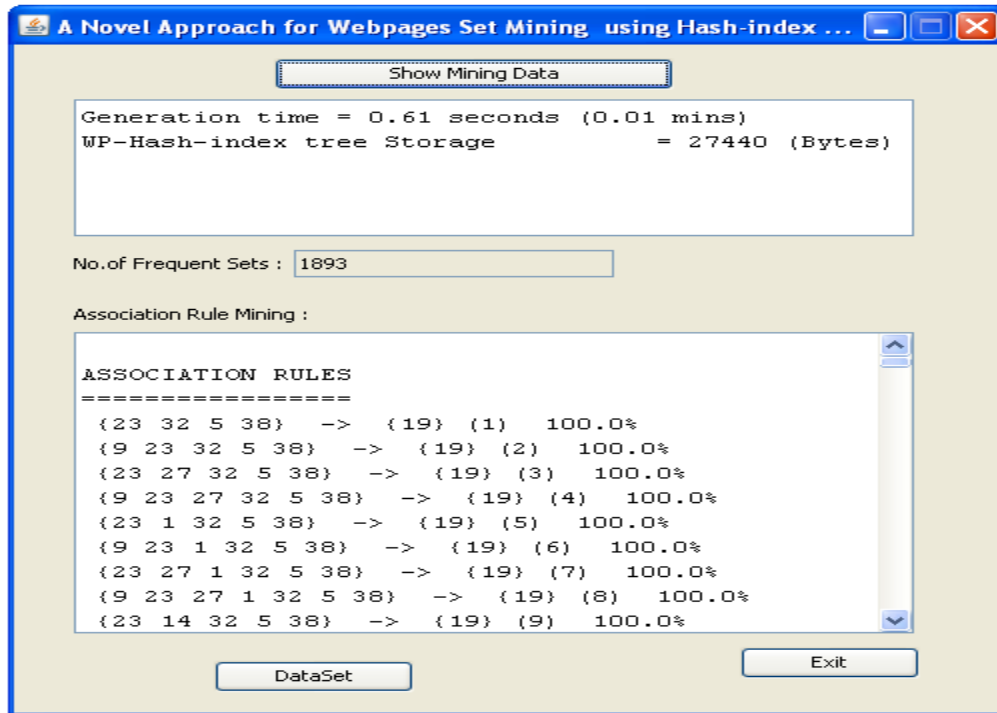 A Novel Approach for Webpages Set Mining using Hash-index ...
Show Mining Data
Generation time = 0.61 seconds (0.01 mins)
WP-Hash-index tree Storage = 27440 (Bytes)
No.of Frequent Sets : 1893
Association Rule Mining :
ASSOCIATION RULES
=================
{23 32 5 38} -> {19} (1) 100.0%
{9 23 32 5 38} -> {19} (2) 100.0%
{23 27 32 5 38} -> {19} (3) 100.0%
{9 23 27 32 5 38} -> {19} (4) 100.0%
{23 1 32 5 38} -> {19} (5) 100.0%
{9 23 1 32 5 38} -> {19} (6) 100.0%
{23 27 1 32 5 38} -> {19} (7) 100.0%
{9 23 27 1 32 5 38} -> {19} (8) 100.0%
{23 14 32 5 38} -> {19} (9) 100.0%
DataSet
Exit